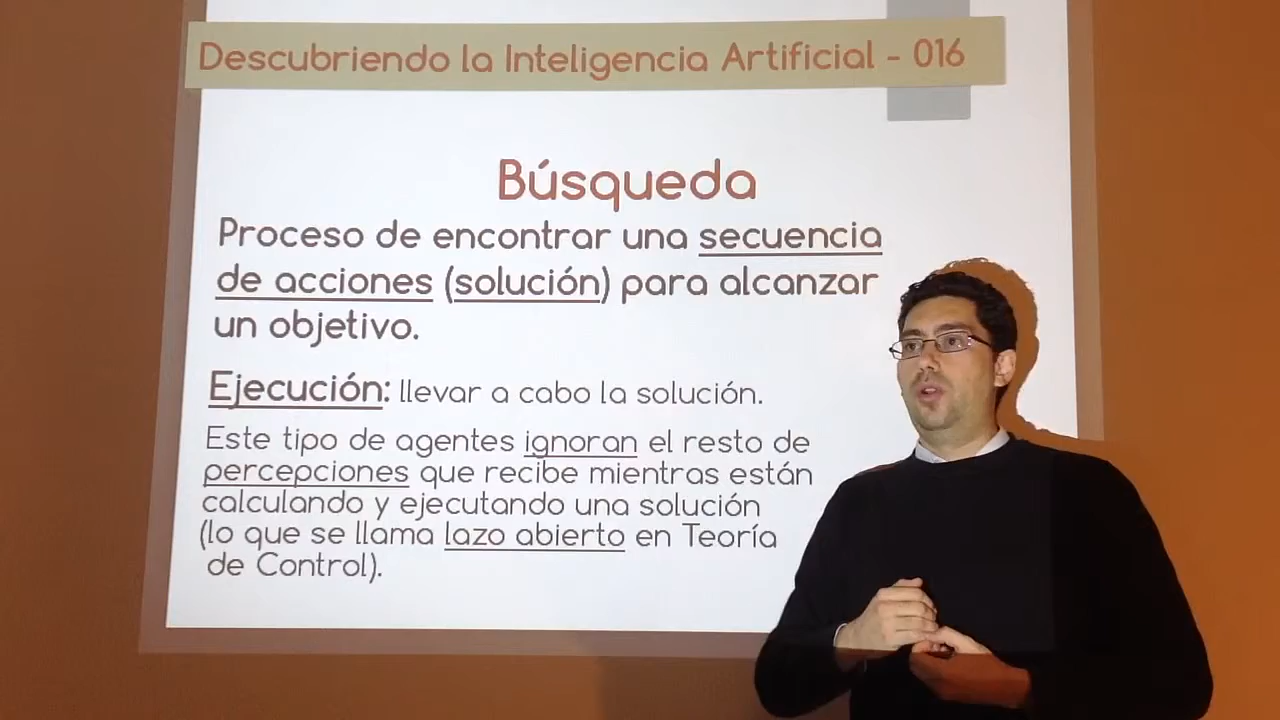 Descubriendo la Inteligencia Artificial - 016
Búsqueda
Proceso de encontrar una secuencia
de acciones (solución) para alcanzar
un objetivo.
Ejecución: llevar a cabo la solución.
Este tipo de agentes ignoran el resto de
percepciones que recibe mientras están
calculando y ejecutando una solución
(lo que se llama lazo abierto en Teoría
de Control).